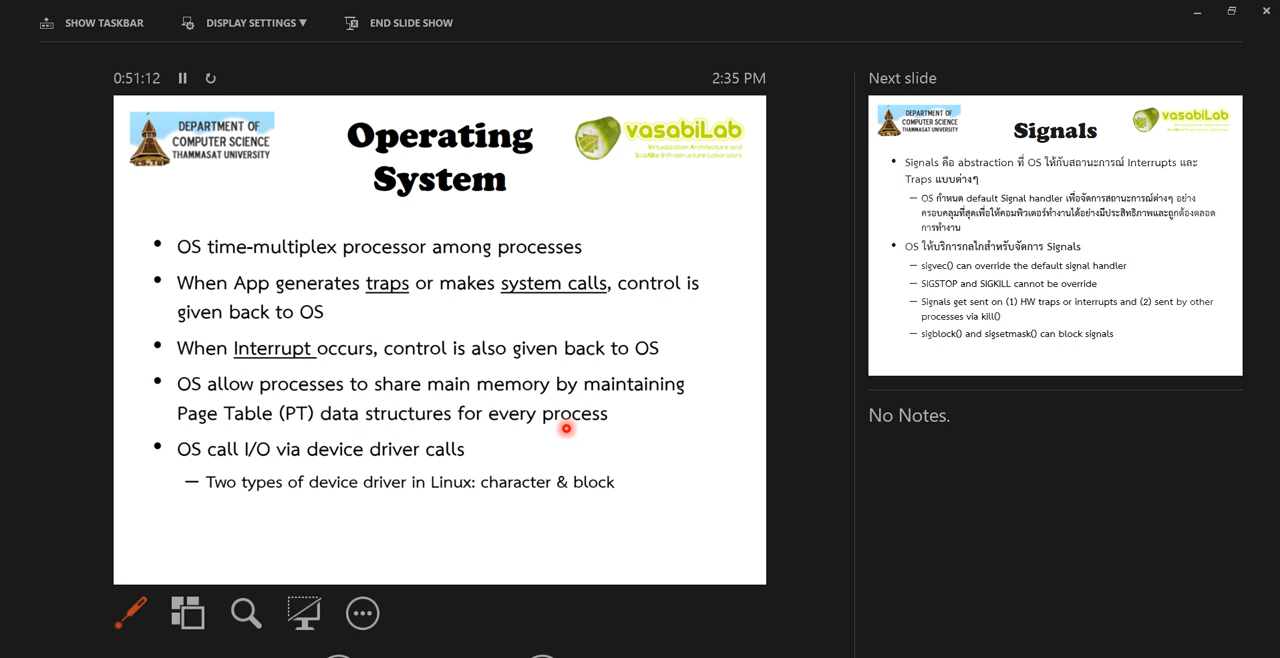 SHOW TASKBAR
DISPLAY SETTINGS ▼
END SLIDE SHOW
0:51:12
2:35 PM
DEPARTMENT OF
COMPUTER SCIENCE
THAMMASAT UNIVERSITY
Operating
System
vasabiLab
Virtualization Architecture and
ScalAble Infrastructure Laboratory
• OS time-multiplex processor among processes
• When App generates traps or makes system calls, control is
given back to OS
• When Interrupt occurs, control is also given back to OS
• OS allow processes to share main memory by maintaining
Page Table (PT) data structures for every process
• OS call I/O via device driver calls
– Two types of device driver in Linux: character & block
Next slide
DEPARTMENT OF
COMPUTER SCIENCE
THAMMASAT UNIVERSITY
Signals
vasabiLab
• Signals คือ abstraction ที่ OS ให้กับสถานะการณ์ Interrupts และ
Traps แบบต่างๆ
– OS กำหนด default Signal handler เพื่อจัดการสถานะการณ์ต่างๆ อย่าง
ครอบคลุมที่สุดเพื่อให้คอมพิวเตอร์ทำงานได้อย่างมีประสิทธิภาพและถูกต้องตลอด
การทำงาน
• OS ให้บริการกลไกสำหรับจัดการ Signals
– sigvec() can override the default signal handler
– SIGSTOP and SIGKILL cannot be override
– Signals get sent on (1) HW traps or interrupts and (2) sent by other
processes via kill()
– sigblock() and sigsetmask() can block signals
No Notes.